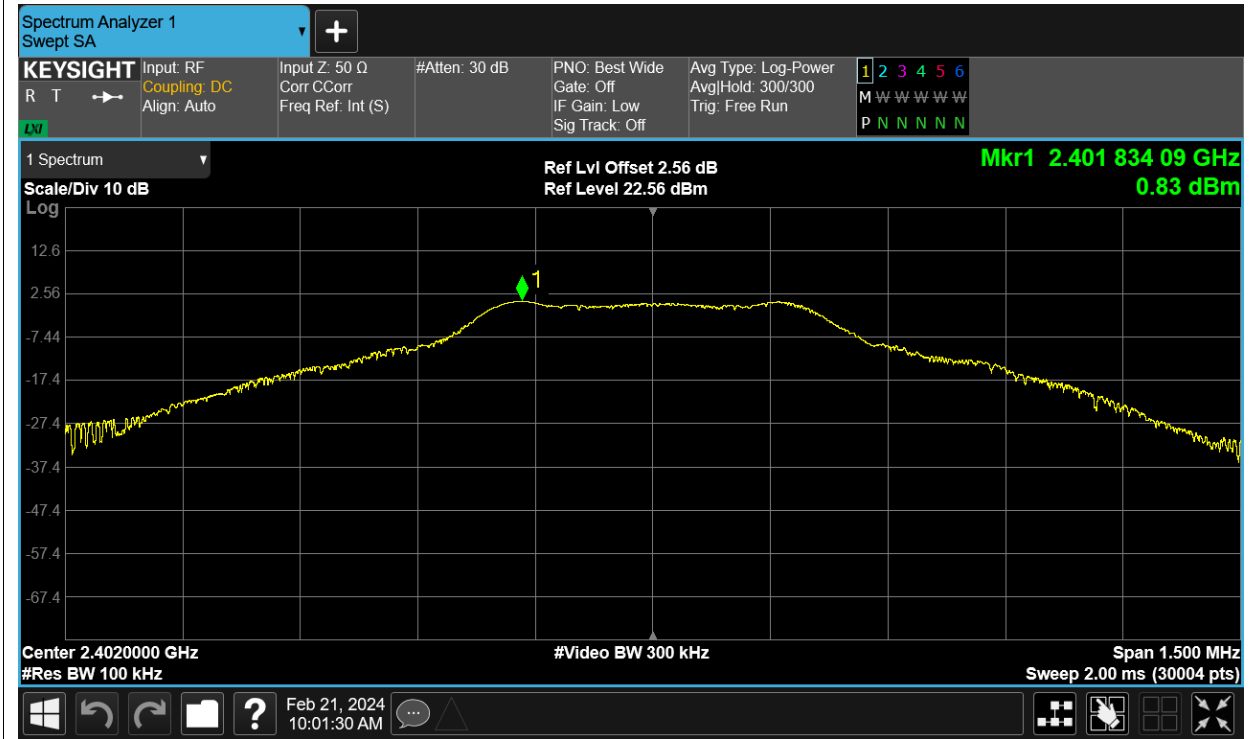 Spectrum Analyzer 1
Swept SA
KEYSIGHT
R T
LXI
Input: RF
Coupling: DC
Align: Auto
Input Z: 50 Ω
Corr CCorr
Freq Ref: Int (S)
#Atten: 30 dB
PNO: Best Wide
Gate: Off
IF Gain: Low
Sig Track: Off
Avg Type: Log-Power
Avg|Hold: 300/300
Trig: Free Run
1 2 3 4 5 6
M W W W W W
P N N N N N
1 Spectrum
Scale/Div 10 dB
Log
Ref Lvl Offset 2.56 dB
Ref Level 22.56 dBm
Mkr1 2.401 834 09 GHz
0.83 dBm
12.6
2.56
-7.44
-17.4
-27.4
-37.4
-47.4
-57.4
-67.4
1
Center 2.4020000 GHz
#Res BW 100 kHz
#Video BW 300 kHz
Span 1.500 MHz
Sweep 2.00 ms (30004 pts)
?
Feb 21, 2024
10:01:30 AM